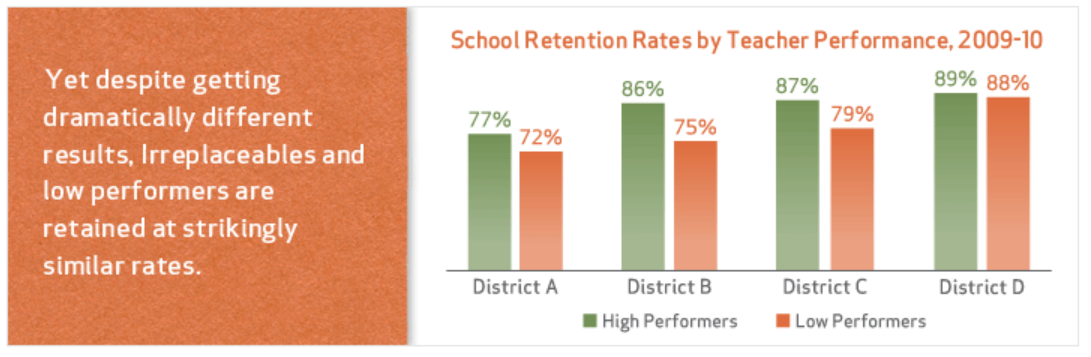 Yet despite getting
dramatically different
results, Irreplaceables and
low performers are
retained at strikingly
similar rates.
School Retention Rates by Teacher Performance, 2009-10
77%
72%
86%
75%
87%
79%
89%
88%
District A
District B
District C
District D
High Performers
Low Performers